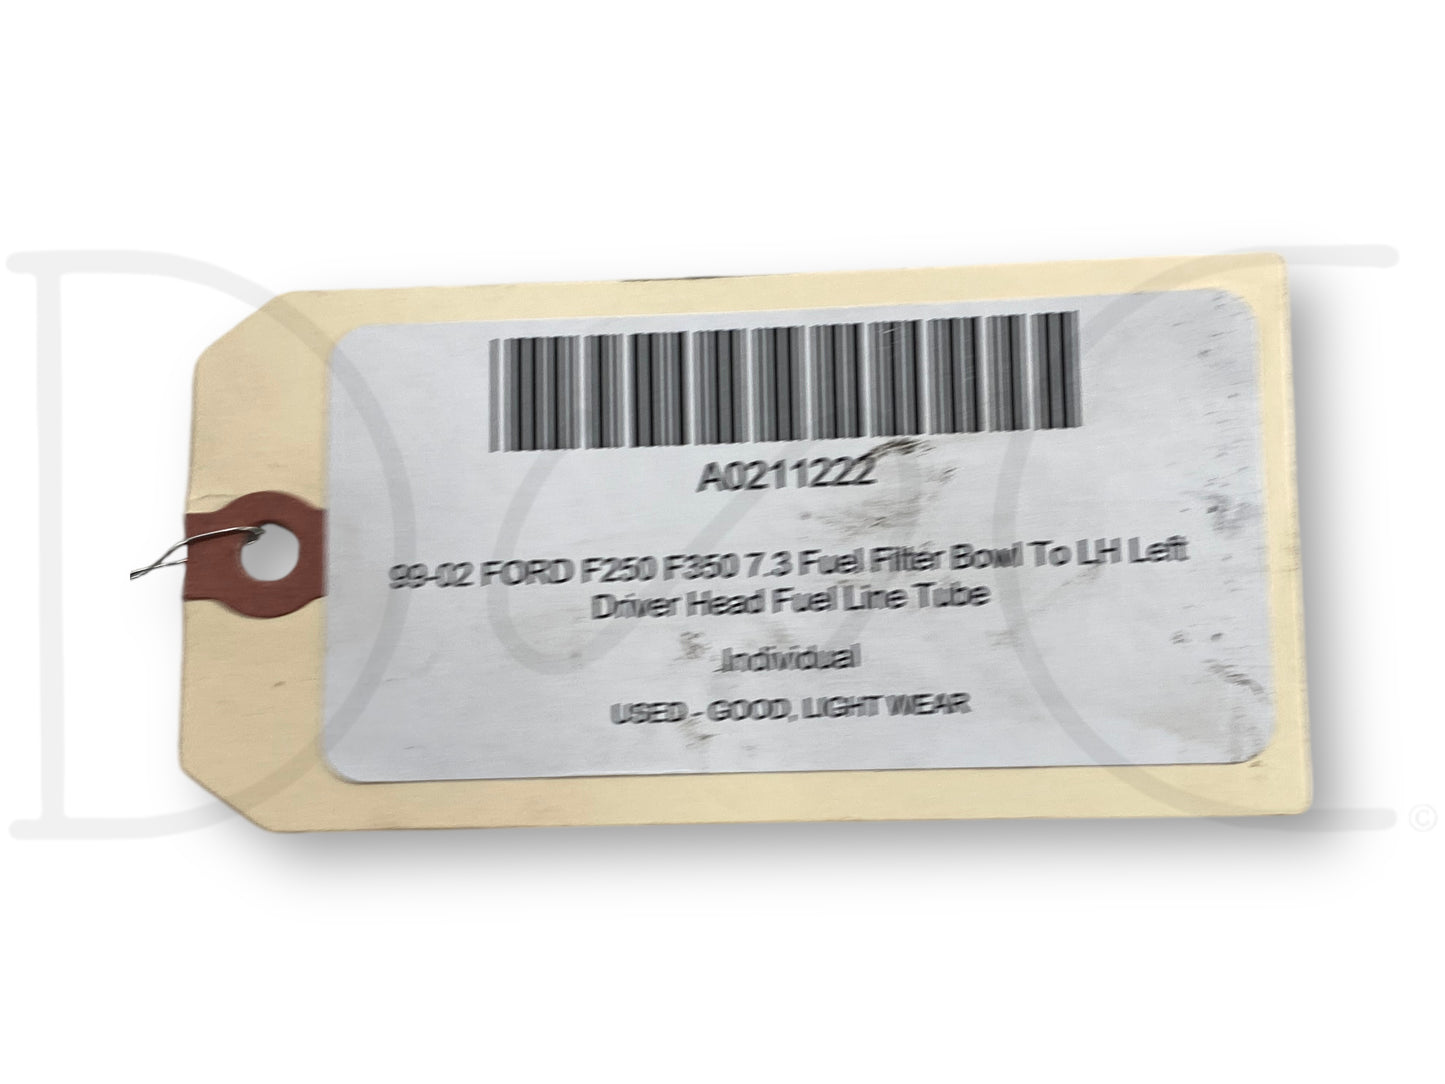 A0211222
99-02 FORD F250 F350 7.3 Fuel Filter Bowl To LH Left
Driver Head Fuel Line Tube
Individual
USED - GOOD, LIGHT WEAR
©